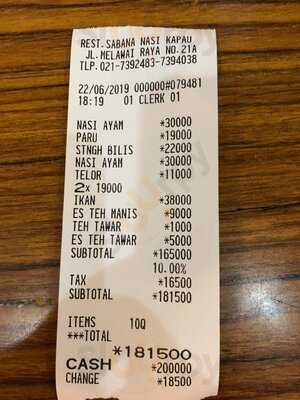 REST. SABANA NASI KAPAU
JL. MELAWAI RAYA NO.21A
TLP.021-7392483-7394038
22/06/2019 000000#079481
18:19 01 CLERK 01
NASI AYAM *30000
PARU *19000
STNGH BILIS *22000
NASI AYAM *30000
TELOR *11000
2x 19000
IKAN *38000
ES TEH MANIS *9000
TEH TAWAR *1000
ES TEH TAWAR *5000
SUBTOTAL *165000
10.00%
TAX *16500
SUBTOTAL *181500
ITEMS 10Q
***TOTAL
*181500
CASH *200000
CHANGE *18500